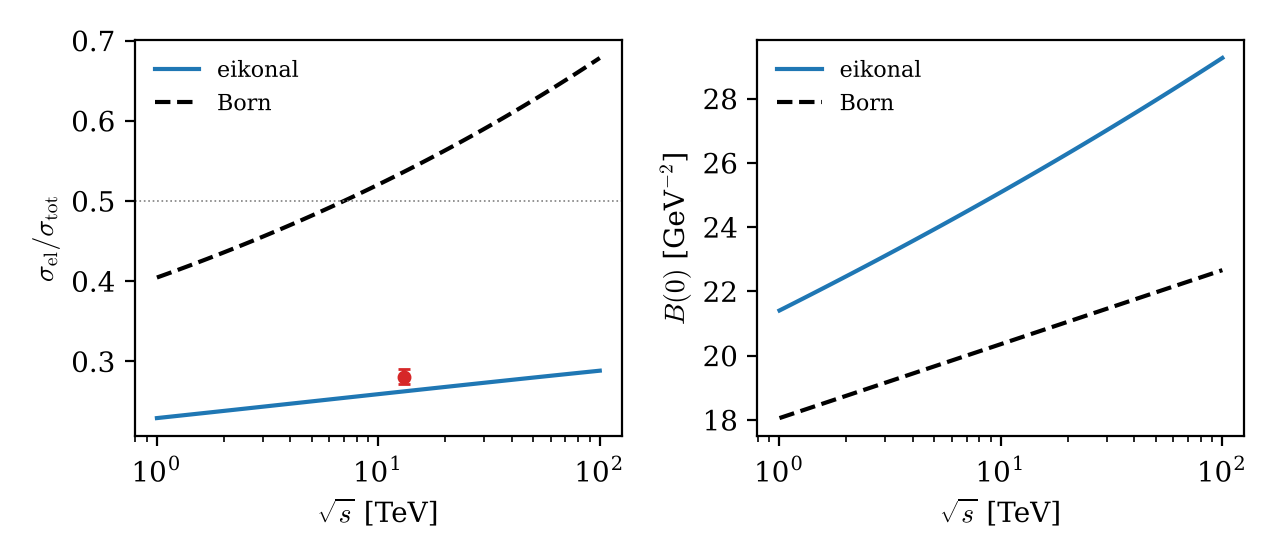 0.7
0.6
0.5
0.4
0.3
σ_el/σ_tot
eikonal
Born
10^0
10^1
10^2
√s [TeV]
28
26
24
22
20
18
B(0) [GeV^−2]
eikonal
Born
10^0
10^1
10^2
√s [TeV]